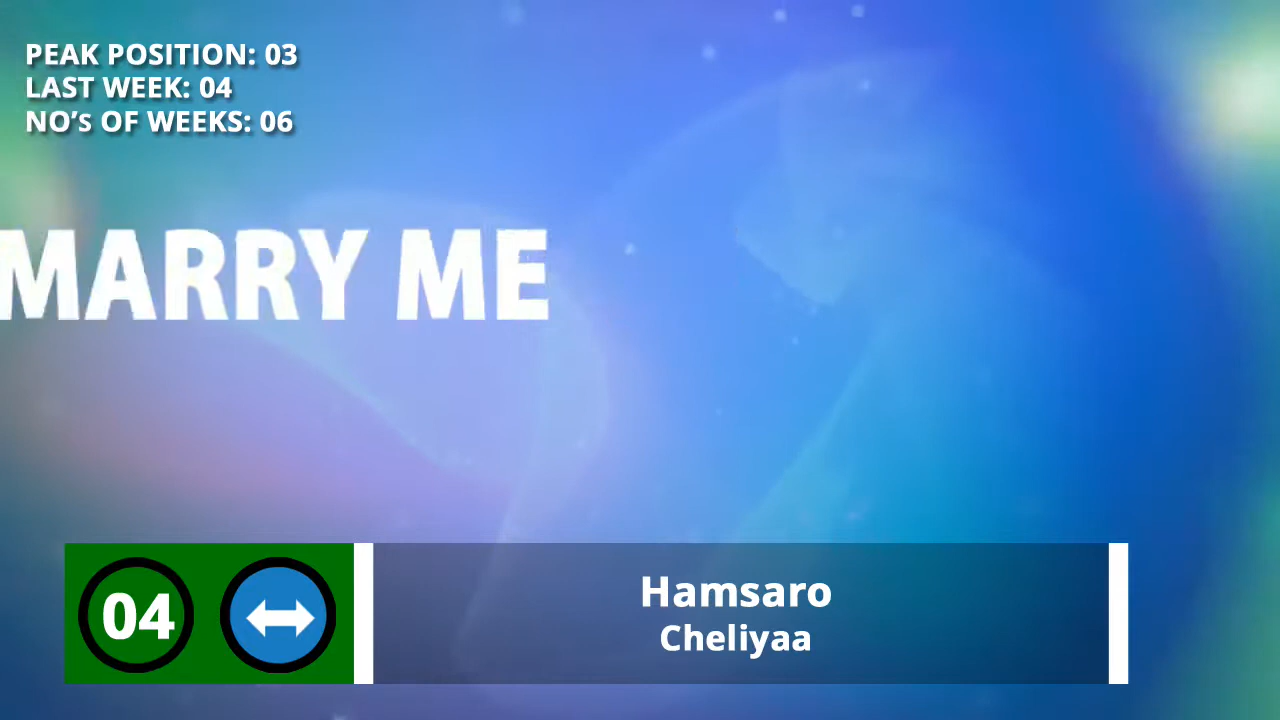 PEAK POSITION: 03
LAST WEEK: 04
NO's OF WEEKS: 06
MARRY ME
04
Hamsaro
Cheliyaa